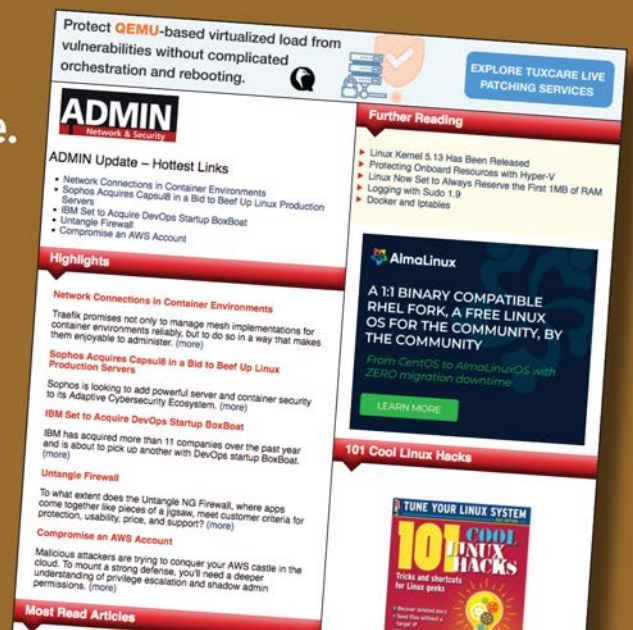 e.
Protect QEMU-based virtualized load from
vulnerabilities without complicated
orchestration and rebooting.
EXPLORE TUXCARE LIVE
PATCHING SERVICES
ADMIN
Network & Security
ADMIN Update – Hottest Links
• Network Connections in Container Environments
• Sophos Acquires Capsul8 in a Bid to Beef Up Linux Production
Servers
• IBM Set to Acquire DevOps Startup BoxBoat
• Untangle Firewall
• Compromise an AWS Account
Highlights
Network Connections in Container Environments
Traefik promises not only to manage mesh implementations for
container environments reliably, but to do so in a way that makes
them enjoyable to administer. (more)
Sophos Acquires Capsul8 in a Bid to Beef Up Linux
Production Servers
Sophos is looking to add powerful server and container security
to its Adaptive Cybersecurity Ecosystem. (more)
IBM Set to Acquire DevOps Startup BoxBoat
IBM has acquired more than 11 companies over the past year
and is about to pick up another with DevOps startup BoxBoat.
(more)
Untangle Firewall
To what extent does the Untangle NG Firewall, where apps
come together like pieces of a jigsaw, meet customer criteria for
protection, usability, price, and support? (more)
Compromise an AWS Account
Malicious attackers are trying to conquer your AWS castle in the
cloud. To mount a strong defense, you'll need a deeper
understanding of privilege escalation and shadow admin
permissions. (more)
Most Read Articles
Further Reading
Linux Kernel 5.13 Has Been Released
Protecting Onboard Resources with Hyper-V
Linux Now Set to Always Reserve the First 1MB of RAM
Logging with Sudo 1.9
Docker and Iptables
AlmaLinux
A 1:1 BINARY COMPATIBLE
RHEL FORK, A FREE LINUX
OS FOR THE COMMUNITY, BY
THE COMMUNITY
From CentOS to AlmaLinuxOS with
ZERO migration downtime
LEARN MORE
101 Cool Linux Hacks
TUNE YOUR LINUX SYSTEM
101 COOL
LINUX
HACKS
Tricks and shortcuts
for Linux geeks
Recover deleted docs
Send files without a
target IP